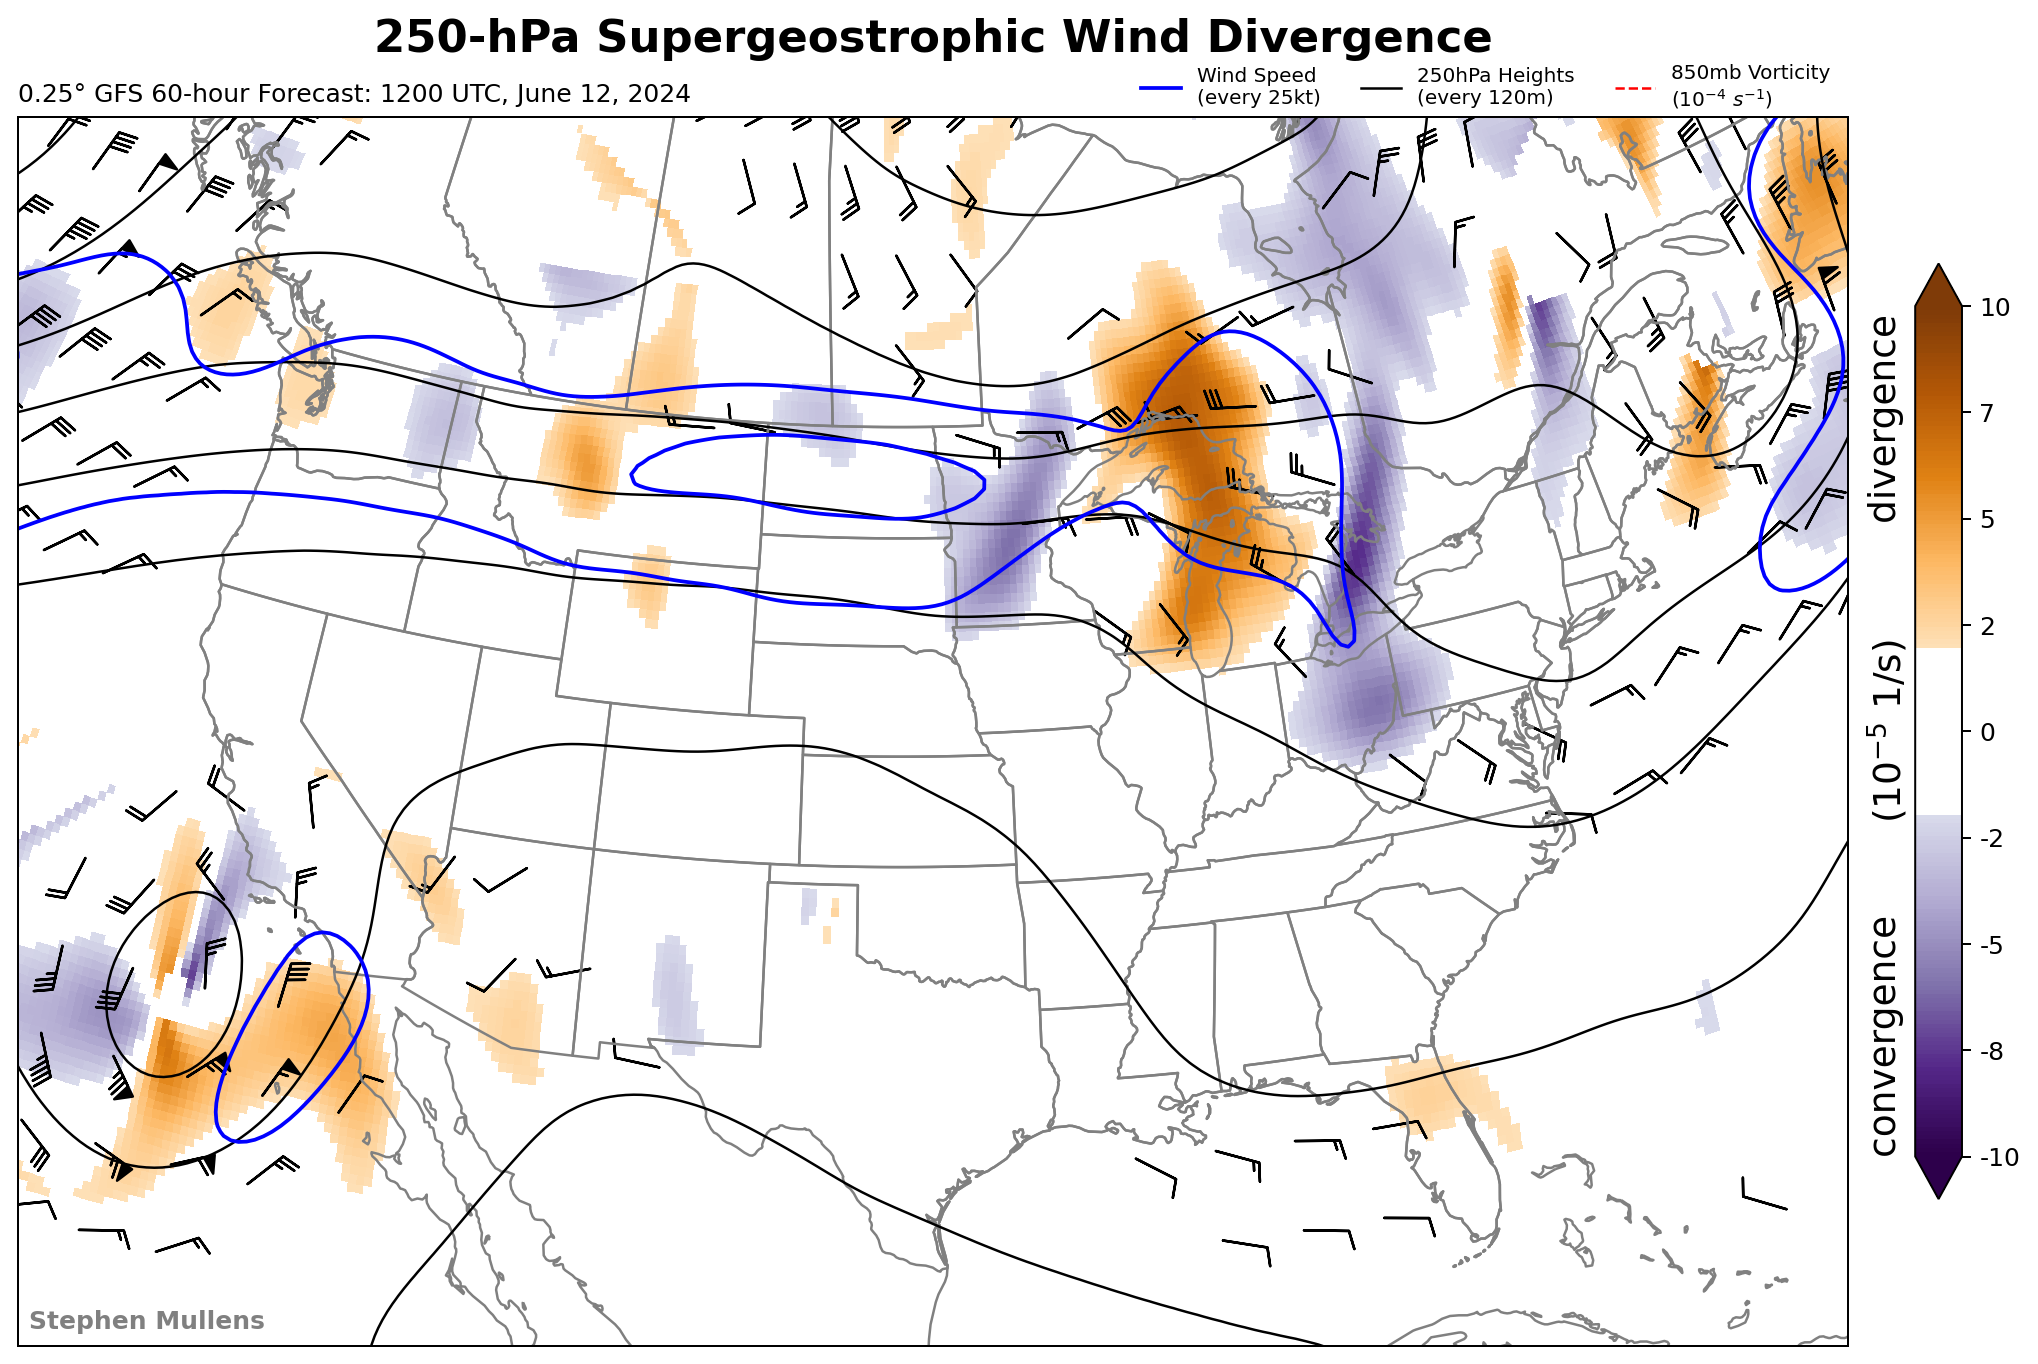 250-hPa Supergeostrophic Wind Divergence
0.25° GFS 60-hour Forecast: 1200 UTC, June 12, 2024
Wind Speed
(every 25kt)
250hPa Heights
(every 120m)
850mb Vorticity
(10⁻⁴ s⁻¹)
10
7
5
2
0
-2
-5
-8
-10
convergence (10⁻⁵ 1/s) divergence
Stephen Mullens